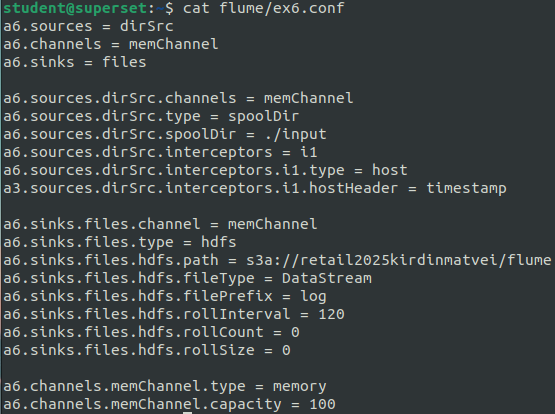 student@superset:~$ cat flume/ex6.conf
a6.sources = dirSrc
a6.channels = memChannel
a6.sinks = files
a6.sources.dirSrc.channels = memChannel
a6.sources.dirSrc.type = spoolDir
a6.sources.dirSrc.spoolDir = ./input
a6.sources.dirSrc.interceptors = i1
a6.sources.dirSrc.interceptors.i1.type = host
a3.sources.dirSrc.interceptors.i1.hostHeader = timestamp
a6.sinks.files.channel = memChannel
a6.sinks.files.type = hdfs
a6.sinks.files.hdfs.path = s3a://retail2025kirdinmatvei/flume
a6.sinks.files.hdfs.fileType = DataStream
a6.sinks.files.hdfs.filePrefix = log
a6.sinks.files.hdfs.rollInterval = 120
a6.sinks.files.hdfs.rollCount = 0
a6.sinks.files.hdfs.rollSize = 0
a6.channels.memChannel.type = memory
a6.channels.memChannel.capacity = 100